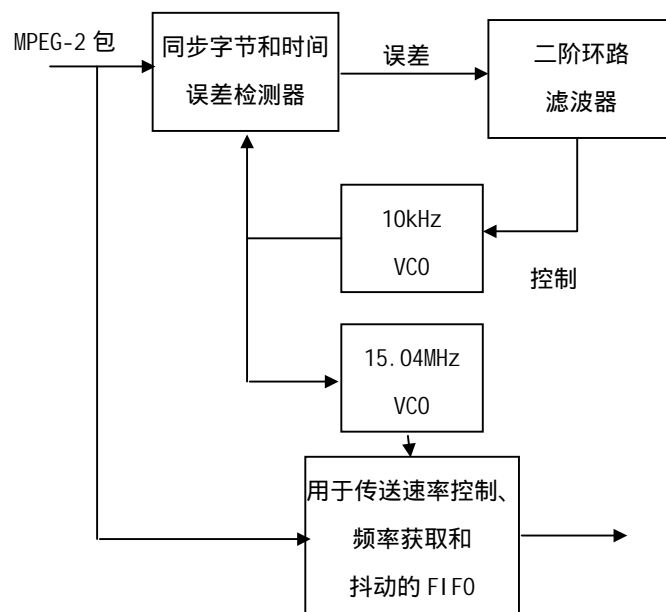 MPEG-2 包
同步字节和时间
误差检测器
误差
二阶环路
滤波器
10kHz
VCO
控制
15.04MHz
VCO
用于传送速率控制、
频率获取和
抖动的 FIFO